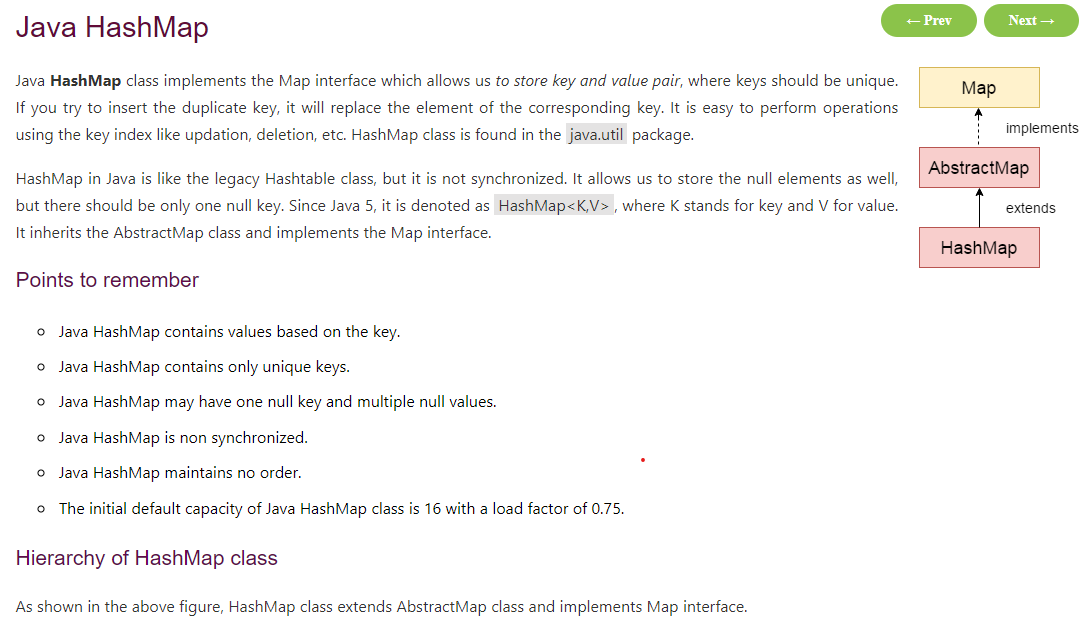 Java HashMap
← Prev
Next →
Java HashMap class implements the Map interface which allows us to store key and value pair, where keys should be unique.
If you try to insert the duplicate key, it will replace the element of the corresponding key. It is easy to perform operations
using the key index like updation, deletion, etc. HashMap class is found in the java.util package.
HashMap in Java is like the legacy Hashtable class, but it is not synchronized. It allows us to store the null elements as well,
but there should be only one null key. Since Java 5, it is denoted as HashMap<K,V>, where K stands for key and V for value.
It inherits the AbstractMap class and implements the Map interface.
Map
implements
AbstractMap
extends
HashMap
Points to remember
Java HashMap contains values based on the key.
Java HashMap contains only unique keys.
Java HashMap may have one null key and multiple null values.
Java HashMap is non synchronized.
Java HashMap maintains no order.
The initial default capacity of Java HashMap class is 16 with a load factor of 0.75.
Hierarchy of HashMap class
As shown in the above figure, HashMap class extends AbstractMap class and implements Map interface.